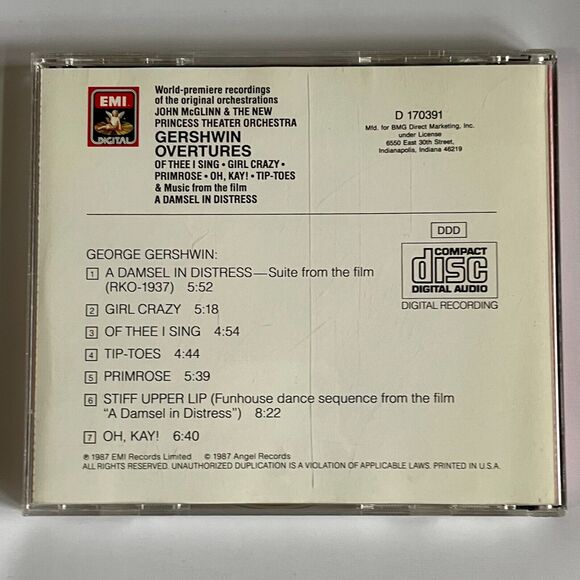 EMI
DIGITAL
World-premiere recordings
of the original orchestrations
JOHN McGLINN & THE NEW
PRINCESS THEATER ORCHESTRA
GERSHWIN
OVERTURES
OF THEE I SING • GIRL CRAZY •
PRIMROSE • OH, KAY! • TIP-TOES
& Music from the film
A DAMSEL IN DISTRESS
D 170391
Mfd. for BMG Direct Marketing, Inc.
under License
6550 East 30th Street,
Indianapolis, Indiana 46219
DDD
COMPACT
disc
DIGITAL AUDIO
DIGITAL RECORDING
GEORGE GERSHWIN:
1 A DAMSEL IN DISTRESS—Suite from the film
(RKO-1937) 5:52
2 GIRL CRAZY 5:18
3 OF THEE I SING 4:54
4 TIP-TOES 4:44
5 PRIMROSE 5:39
6 STIFF UPPER LIP (Funhouse dance sequence from the film
"A Damsel in Distress") 8:22
7 OH, KAY! 6:40
℗ 1987 EMI Records Limited © 1987 Angel Records
ALL RIGHTS RESERVED. UNAUTHORIZED DUPLICATION IS A VIOLATION OF APPLICABLE LAWS. PRINTED IN U.S.A.